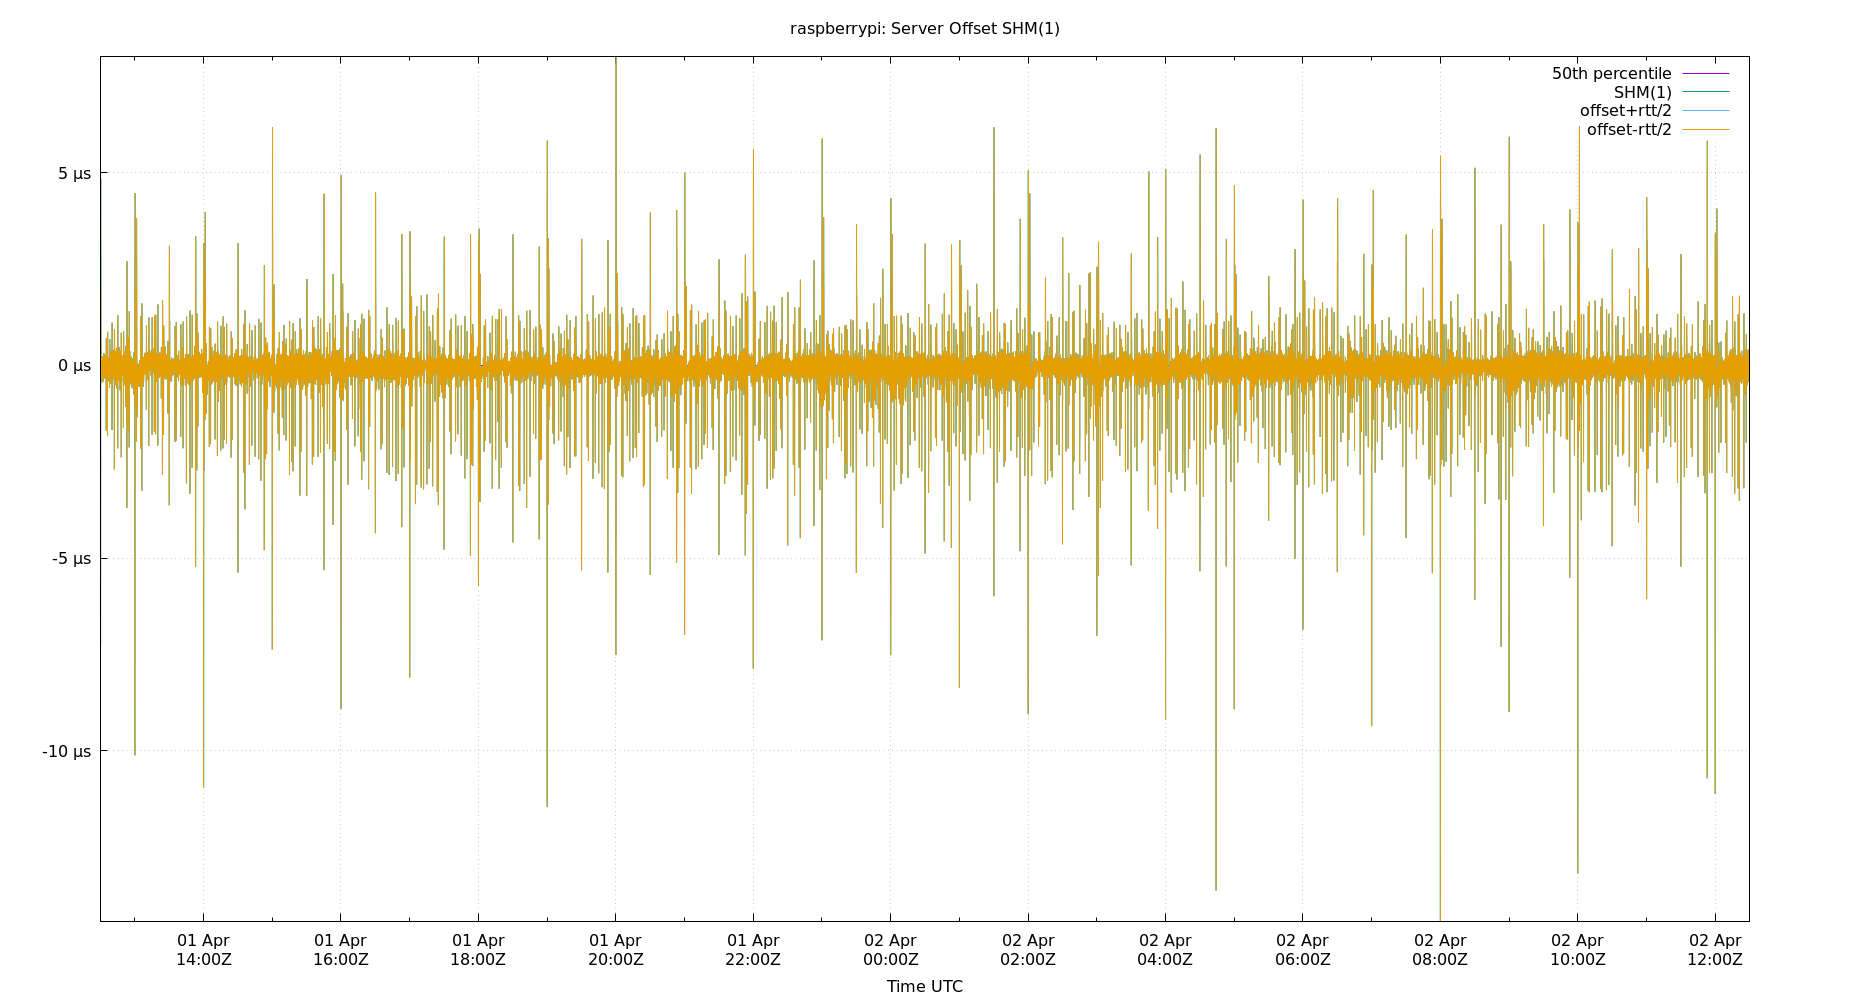 raspberrypi: Server Offset SHM(1)
50th percentile
SHM(1)
offset+rtt/2
offset-rtt/2
5 µs
0 µs
-5 µs
-10 µs
01 Apr 01 Apr 01 Apr 01 Apr 01 Apr 02 Apr 02 Apr 02 Apr 02 Apr 02 Apr 02 Apr 02 Apr
14:00Z 16:00Z 18:00Z 20:00Z 22:00Z 00:00Z 02:00Z 04:00Z 06:00Z 08:00Z 10:00Z 12:00Z
Time UTC